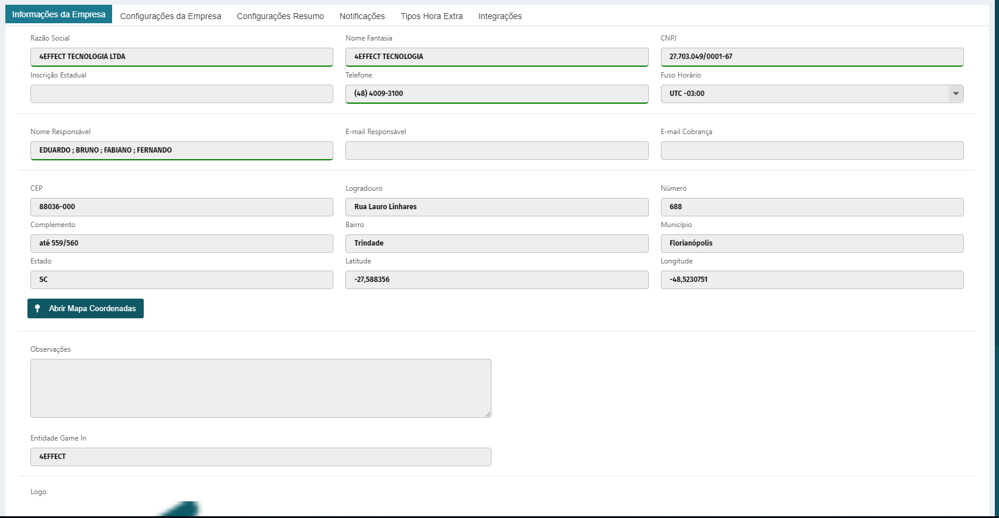 Informações da Empresa Configurações da Empresa Configurações Resumo Notificações Tipos Hora Extra Integrações
Razão Social Nome Fantasia CNPJ
4EFFECT TECNOLOGIA LTDA 4EFFECT TECNOLOGIA 27.703.049/0001-67
Inscrição Estadual Telefone Fuso Horário
(48) 4009-3100 UTC -03:00
Nome Responsável E-mail Responsável E-mail Cobrança
EDUARDO ; BRUNO ; FABIANO ; FERNANDO
CEP Logradouro Número
88036-000 Rua Lauro Linhares 688
Complemento Bairro Município
até 559/560 Trindade Florianópolis
Estado Latitude Longitude
SC -27,588356 -48,5230751
Abrir Mapa Coordenadas
Observações
Entidade Game In
4EFFECT
Logo